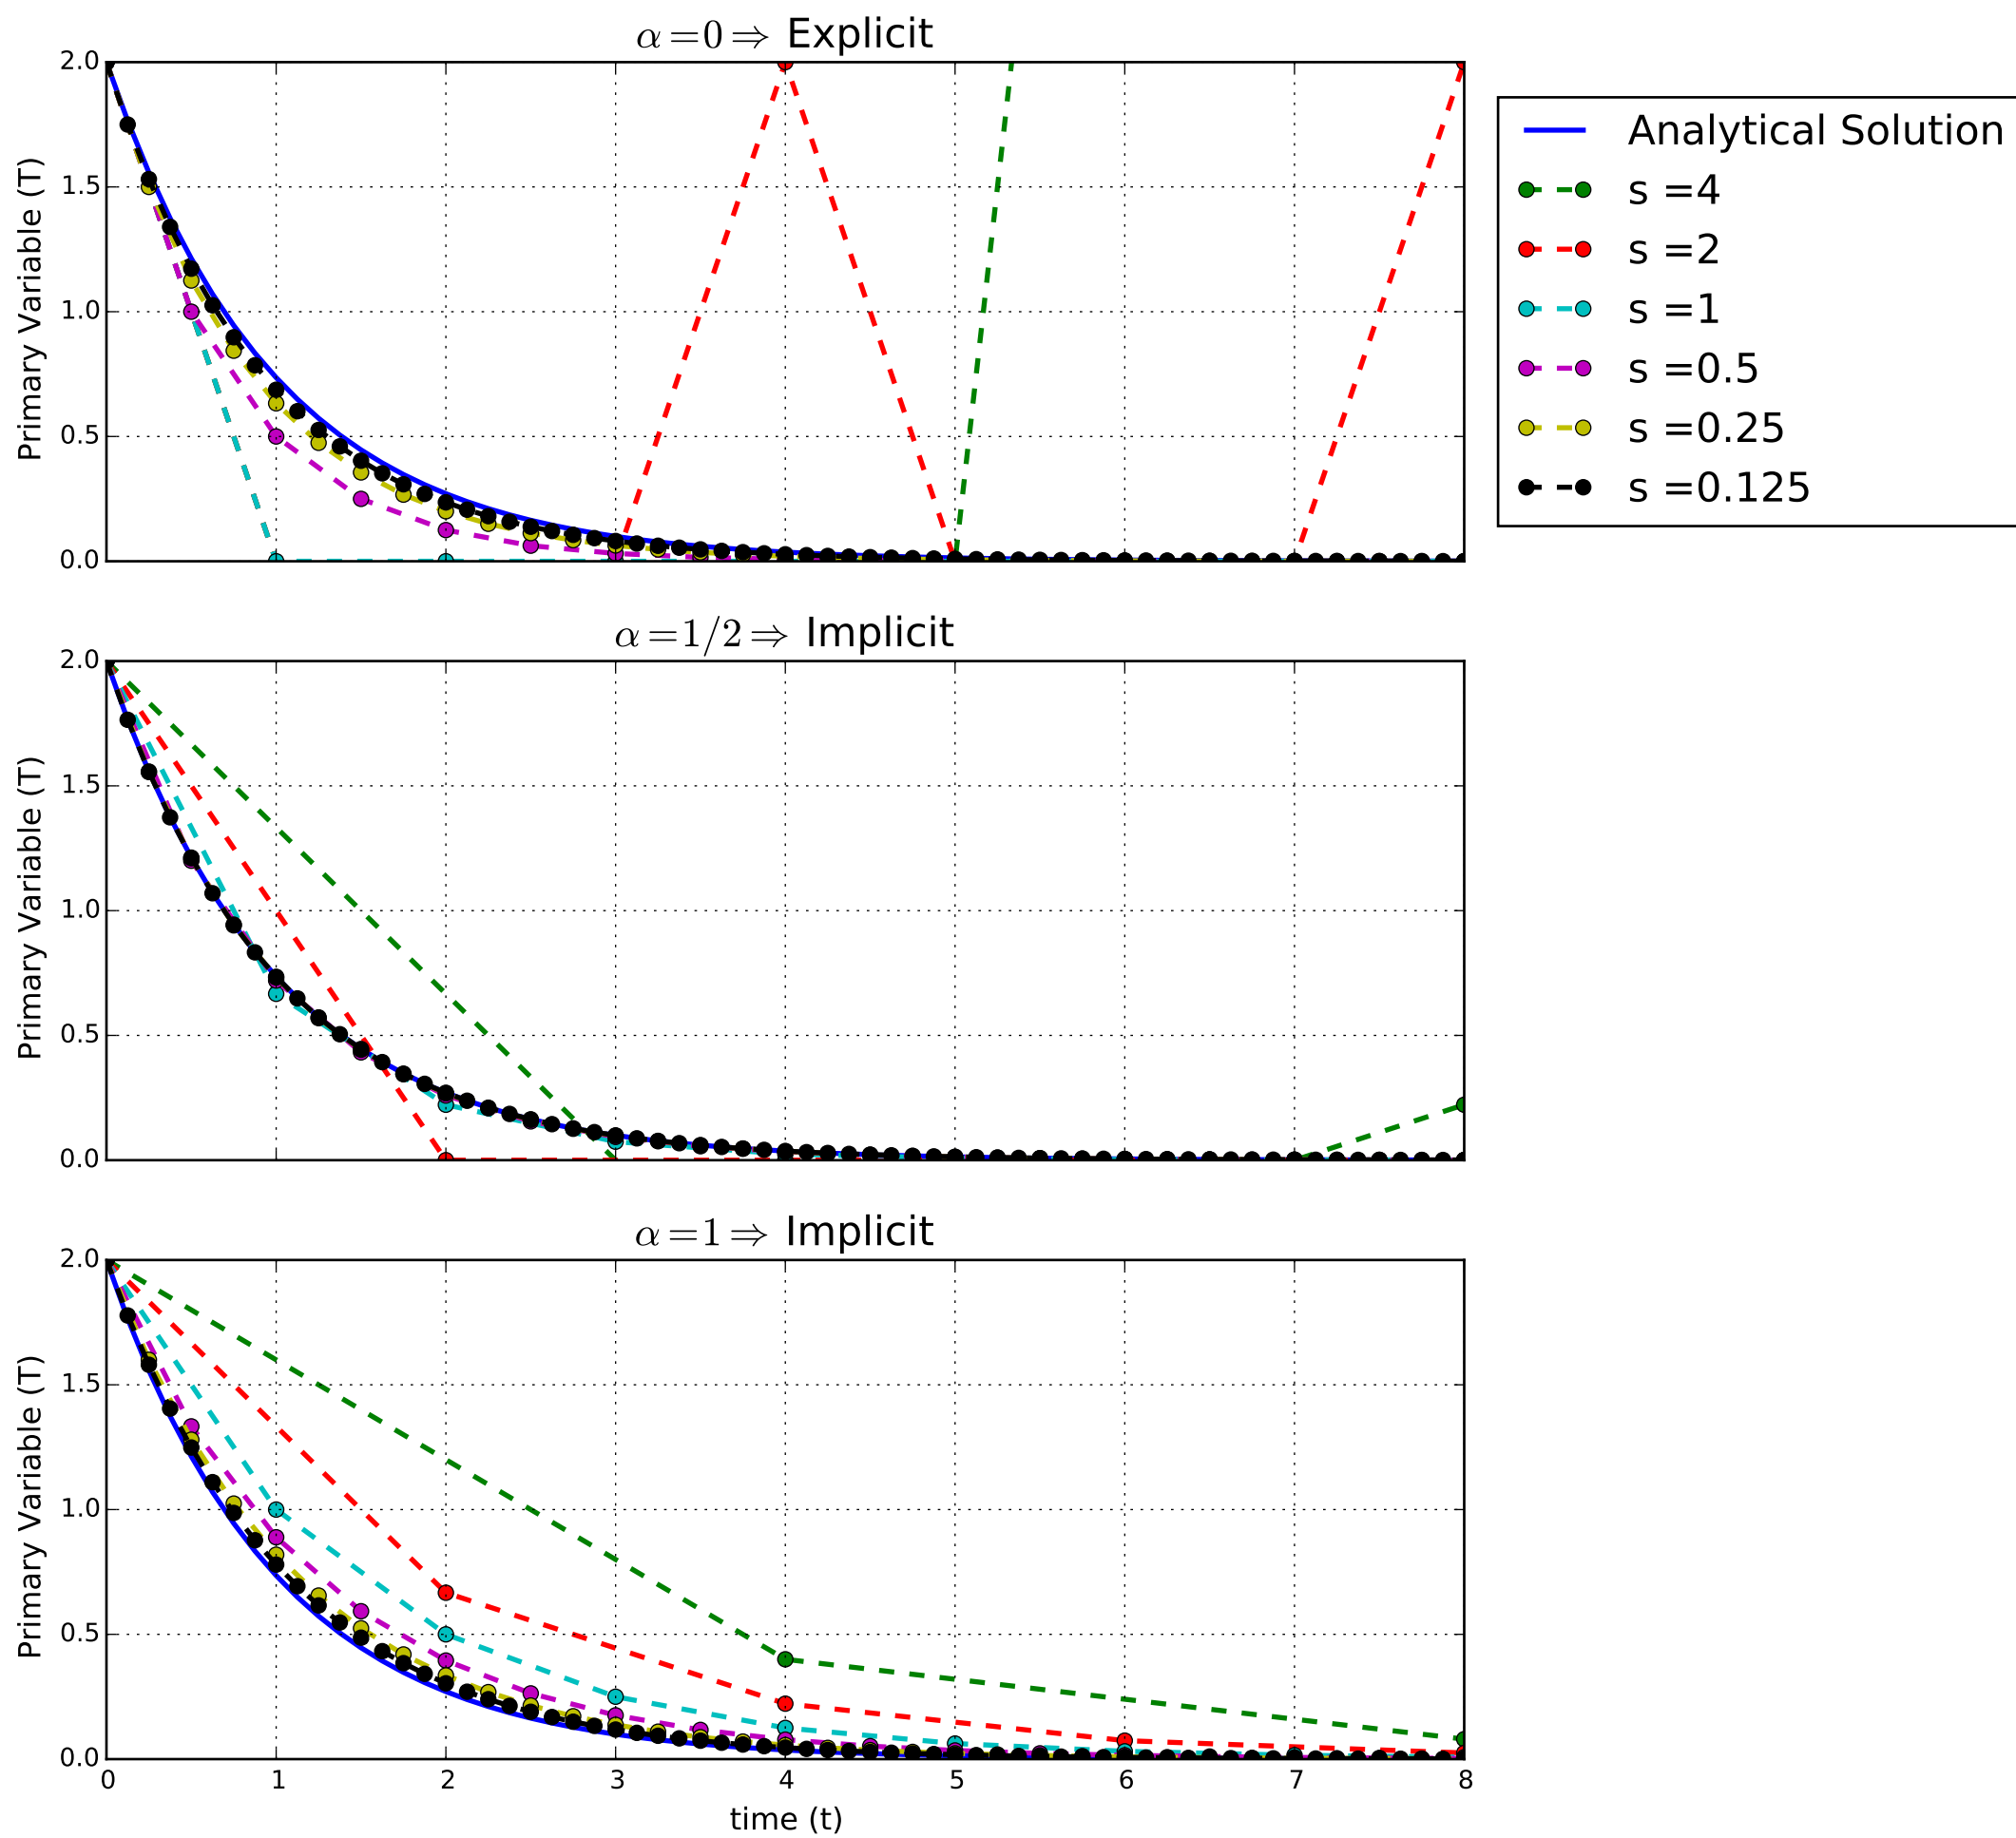 α=0⇒ Explicit
2.0
1.5
1.0
0.5
0.0
Primary Variable (T)
Analytical Solution
s =4
s =2
s =1
s =0.5
s =0.25
s =0.125
α=1/2⇒ Implicit
2.0
1.5
1.0
0.5
0.0
Primary Variable (T)
α=1⇒ Implicit
2.0
1.5
1.0
0.5
0.0
Primary Variable (T)
0 1 2 3 4 5 6 7 8
time (t)